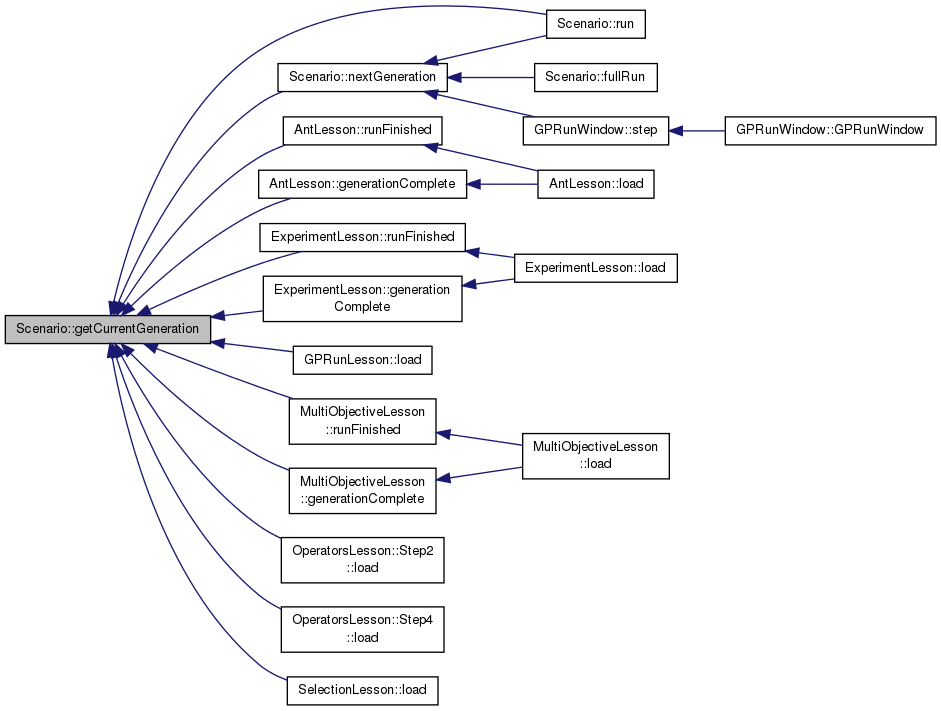 Scenario::run
Scenario::nextGeneration
Scenario::fullRun
AntLesson::runFinished
GPRunWindow::step
GPRunWindow::GPRunWindow
AntLesson::generationComplete
AntLesson::load
ExperimentLesson::runFinished
ExperimentLesson::load
ExperimentLesson::generation
Complete
Scenario::getCurrentGeneration
GPRunLesson::load
MultiObjectiveLesson
::runFinished
MultiObjectiveLesson
::load
MultiObjectiveLesson
::generationComplete
OperatorsLesson::Step2
::load
OperatorsLesson::Step4
::load
SelectionLesson::load